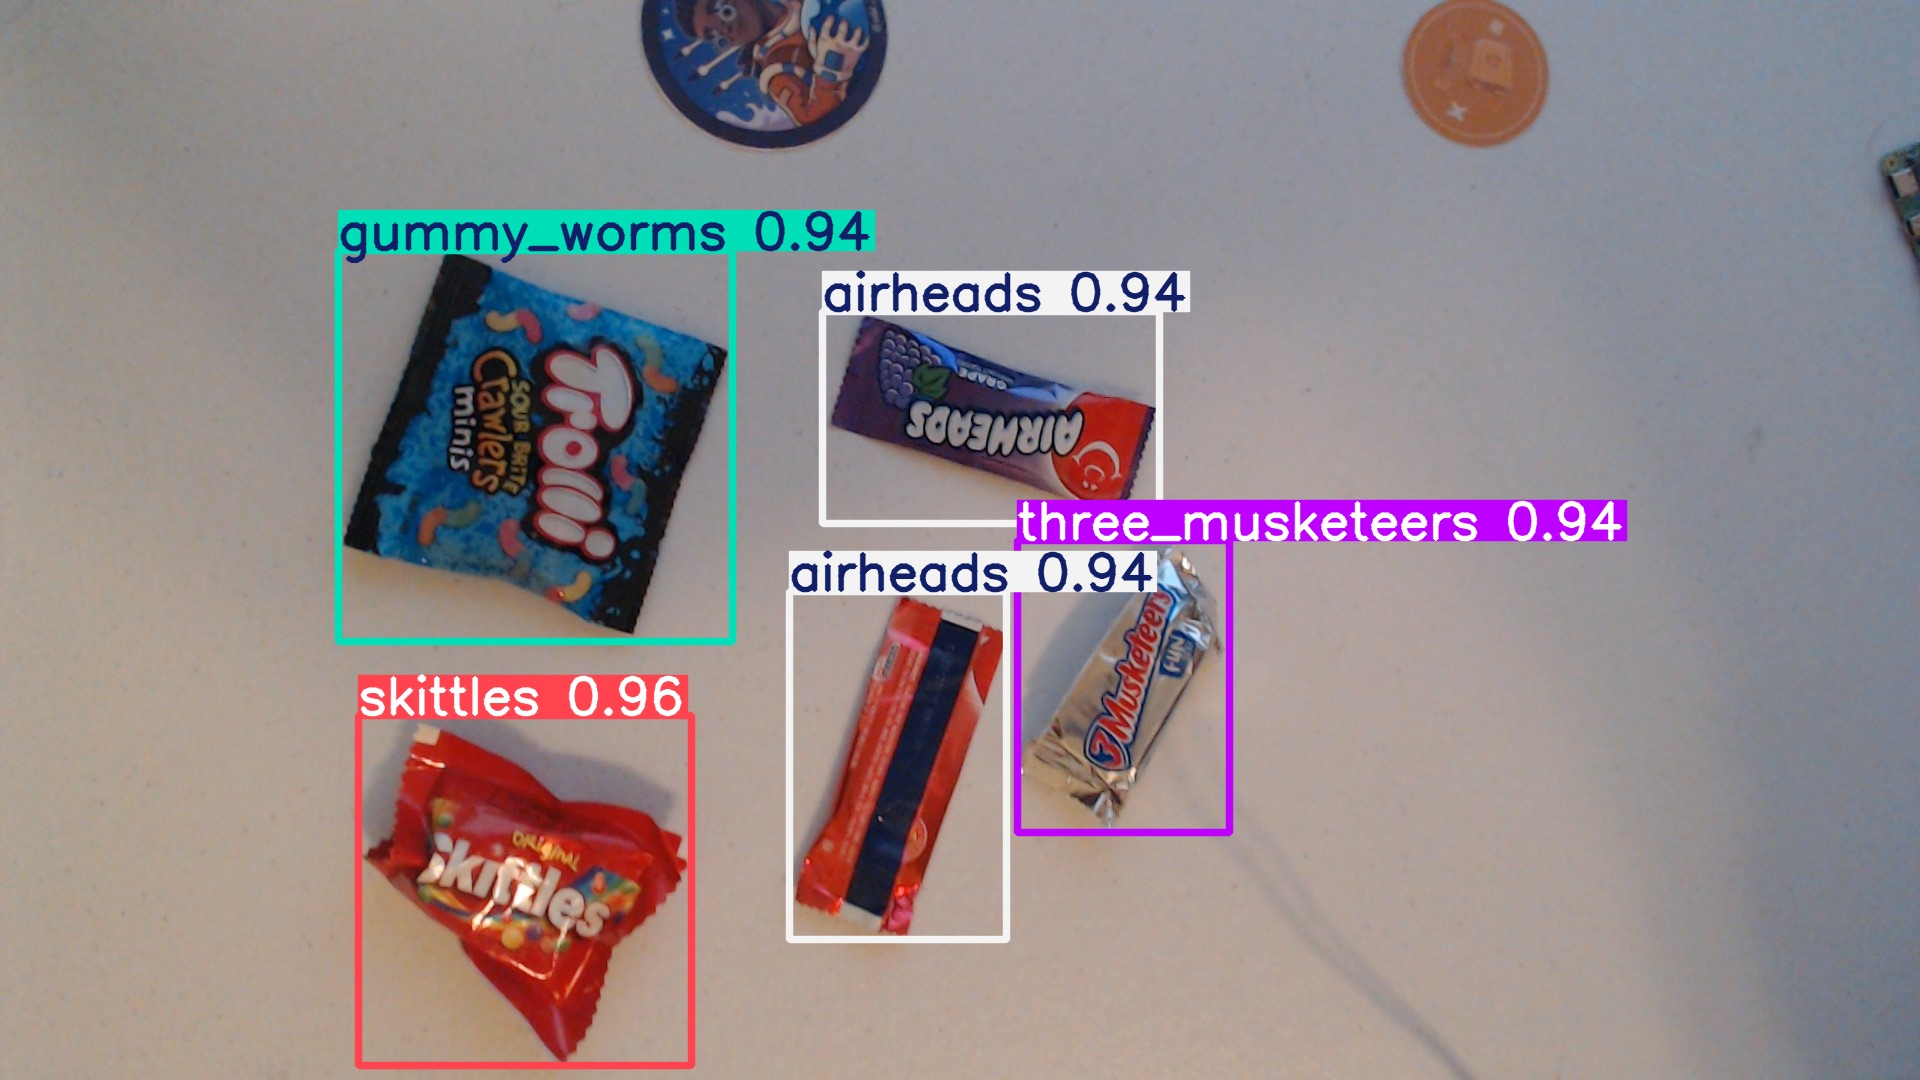 gummy_worms 0.94
Trolli
SOUR BRITE
Crawlers
minis
airheads 0.94
GRAPE
AIRHEADS
three_musketeers 0.94
3 Musketeers
FUN
airheads 0.94
skittles 0.96
ORIGINAL
skittles